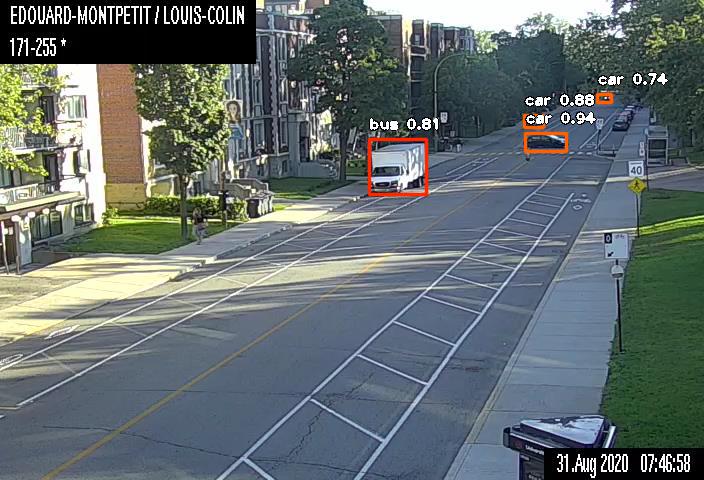 EDOUARD-MONTPETIT / LOUIS-COLIN
171-255 *
car 0.74
car 0.88
car 0.94
bus 0.81
40
31.Aug 2020 07:46:58